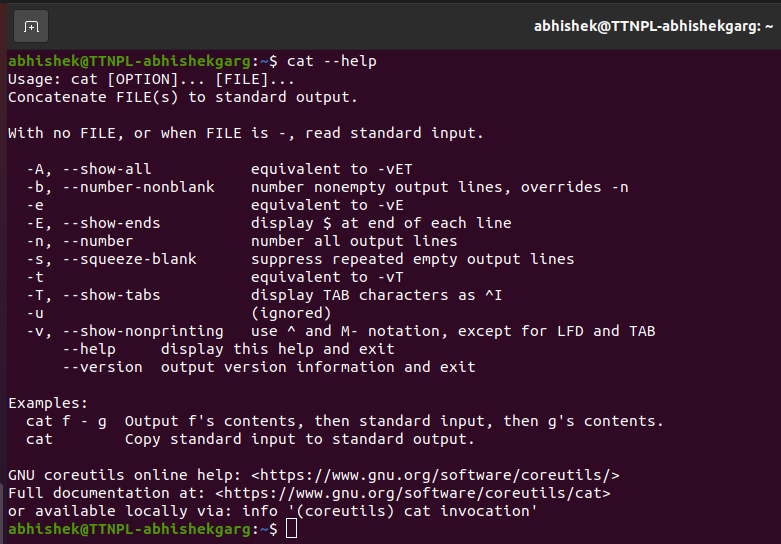 abhishek@TTNPL-abhishekgarg: ~
abhishek@TTNPL-abhishekgarg:~$ cat --help
Usage: cat [OPTION]... [FILE]...
Concatenate FILE(s) to standard output.

With no FILE, or when FILE is -, read standard input.

  -A, --show-all           equivalent to -vET
  -b, --number-nonblank    number nonempty output lines, overrides -n
  -e                       equivalent to -vE
  -E, --show-ends          display $ at end of each line
  -n, --number             number all output lines
  -s, --squeeze-blank      suppress repeated empty output lines
  -t                       equivalent to -vT
  -T, --show-tabs          display TAB characters as ^I
  -u                       (ignored)
  -v, --show-nonprinting   use ^ and M- notation, except for LFD and TAB
      --help     display this help and exit
      --version  output version information and exit

Examples:
  cat f - g  Output f's contents, then standard input, then g's contents.
  cat        Copy standard input to standard output.

GNU coreutils online help: <https://www.gnu.org/software/coreutils/>
Full documentation at: <https://www.gnu.org/software/coreutils/cat>
or available locally via: info '(coreutils) cat invocation'
abhishek@TTNPL-abhishekgarg:~$